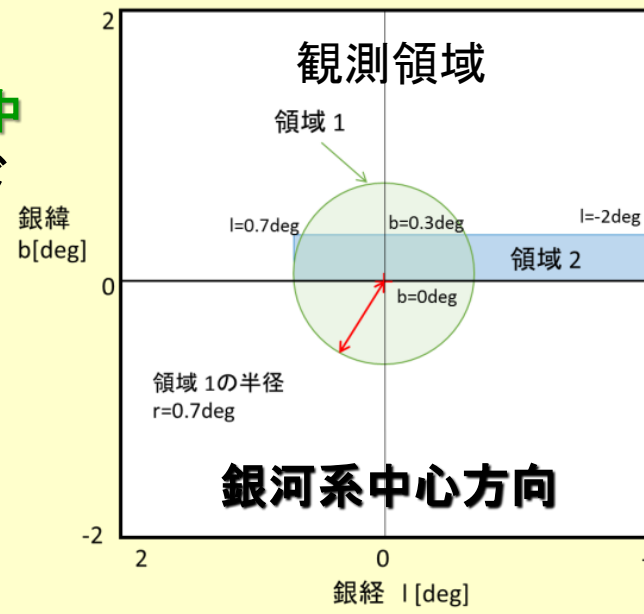 2
観測領域
中
領域 1
銀緯
b[deg]
l=0.7deg
b=0.3deg
l=-2deg
領域 2
0
b=0deg
領域 1の半径
r=0.7deg
銀河系中心方向
-2
2
0
銀経 l [deg]